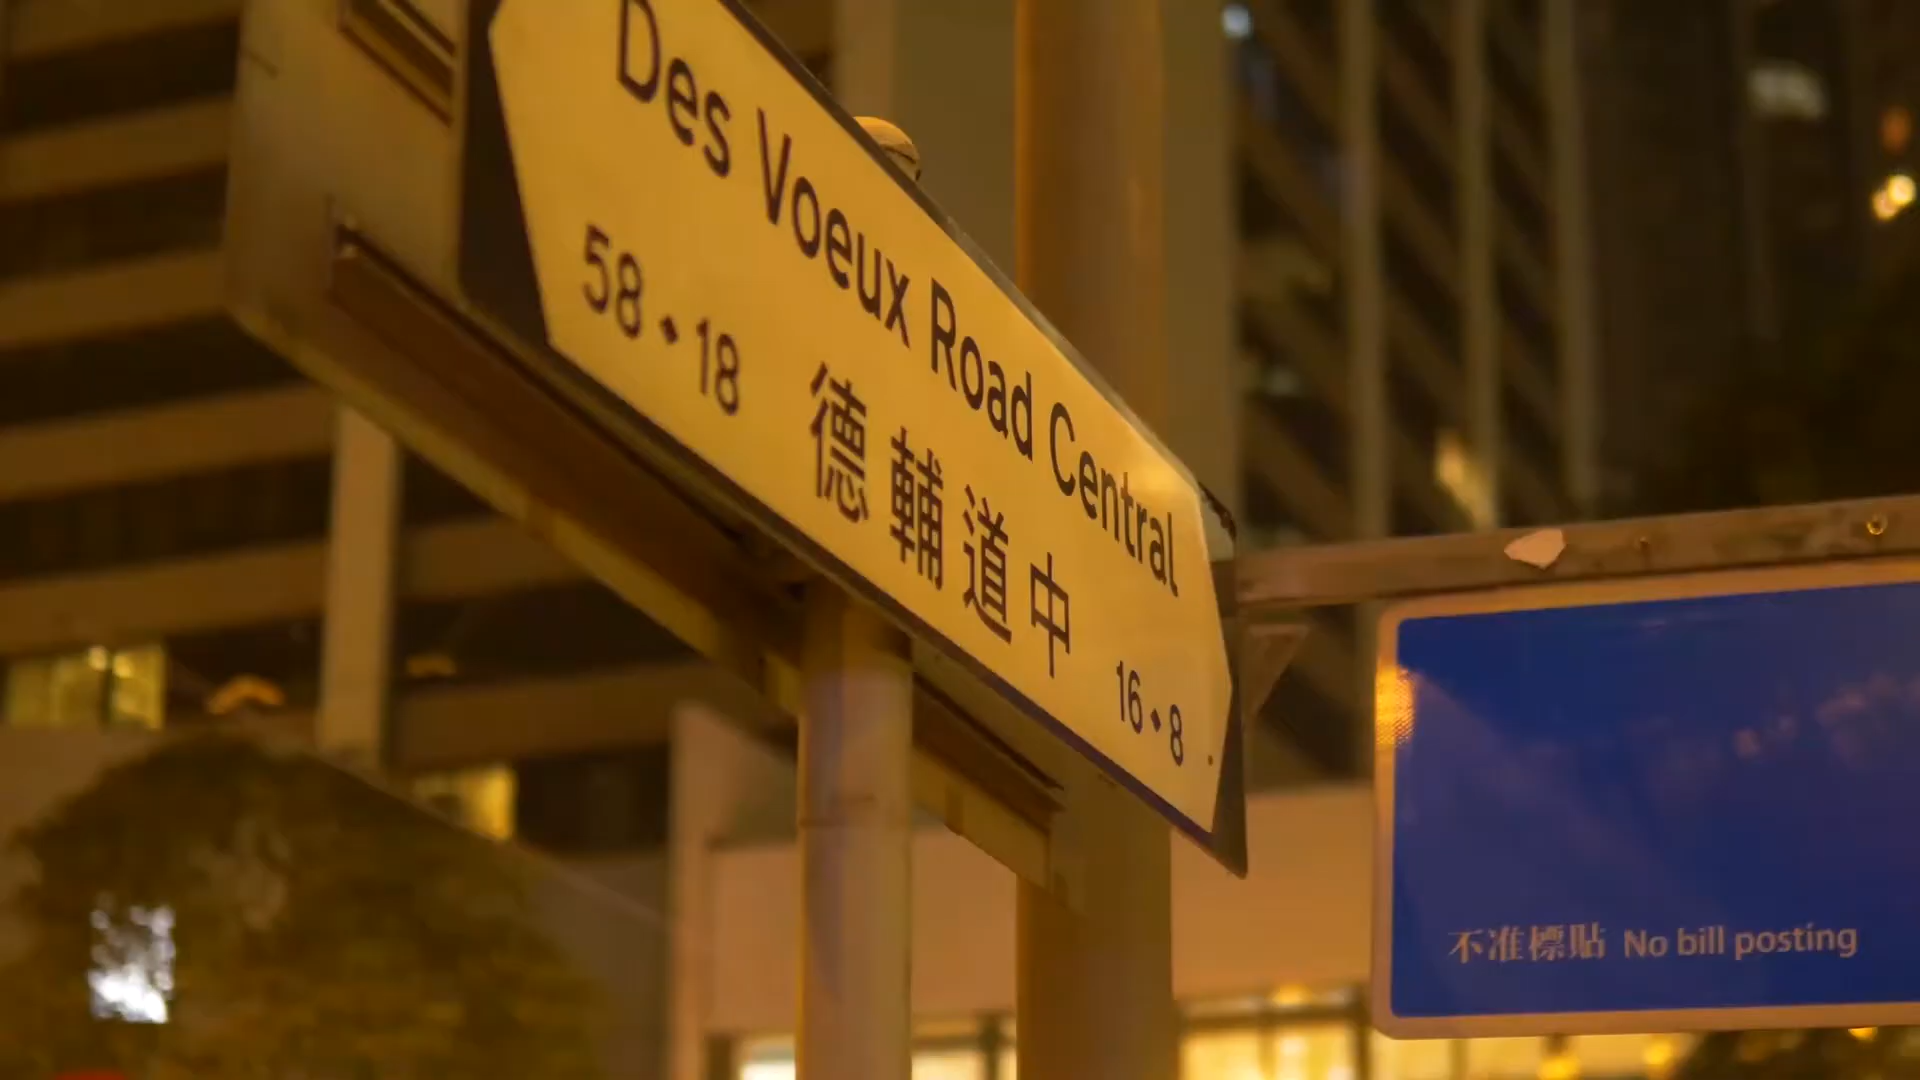 Des Voeux Road Central
58 ⬥ 18 德輔道中 16 ⬥ 8
不准標貼 No bill posting